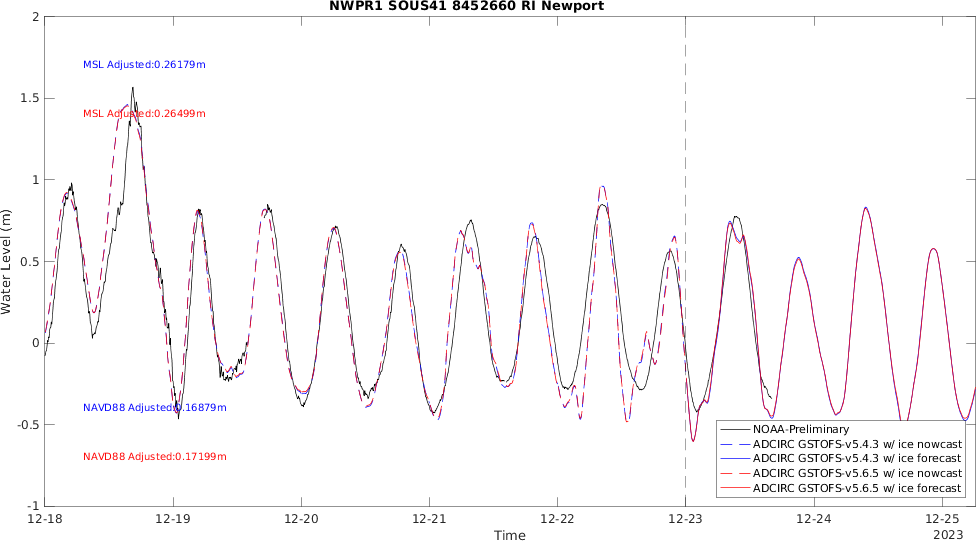 NWPR1 SOUS41 8452660 RI Newport
2
1.5
1
0.5
0
-0.5
-1
Water Level (m)
MSL Adjusted:0.26179m
MSL Adjusted:0.26499m
NAVD88 Adjusted:0.16879m
NAVD88 Adjusted:0.17199m
NOAA-Preliminary
ADCIRC GSTOFS-v5.4.3 w/ ice nowcast
ADCIRC GSTOFS-v5.4.3 w/ ice forecast
ADCIRC GSTOFS-v5.6.5 w/ ice nowcast
ADCIRC GSTOFS-v5.6.5 w/ ice forecast
12-18 12-19 12-20 12-21 12-22 12-23 12-24 12-25
Time
2023